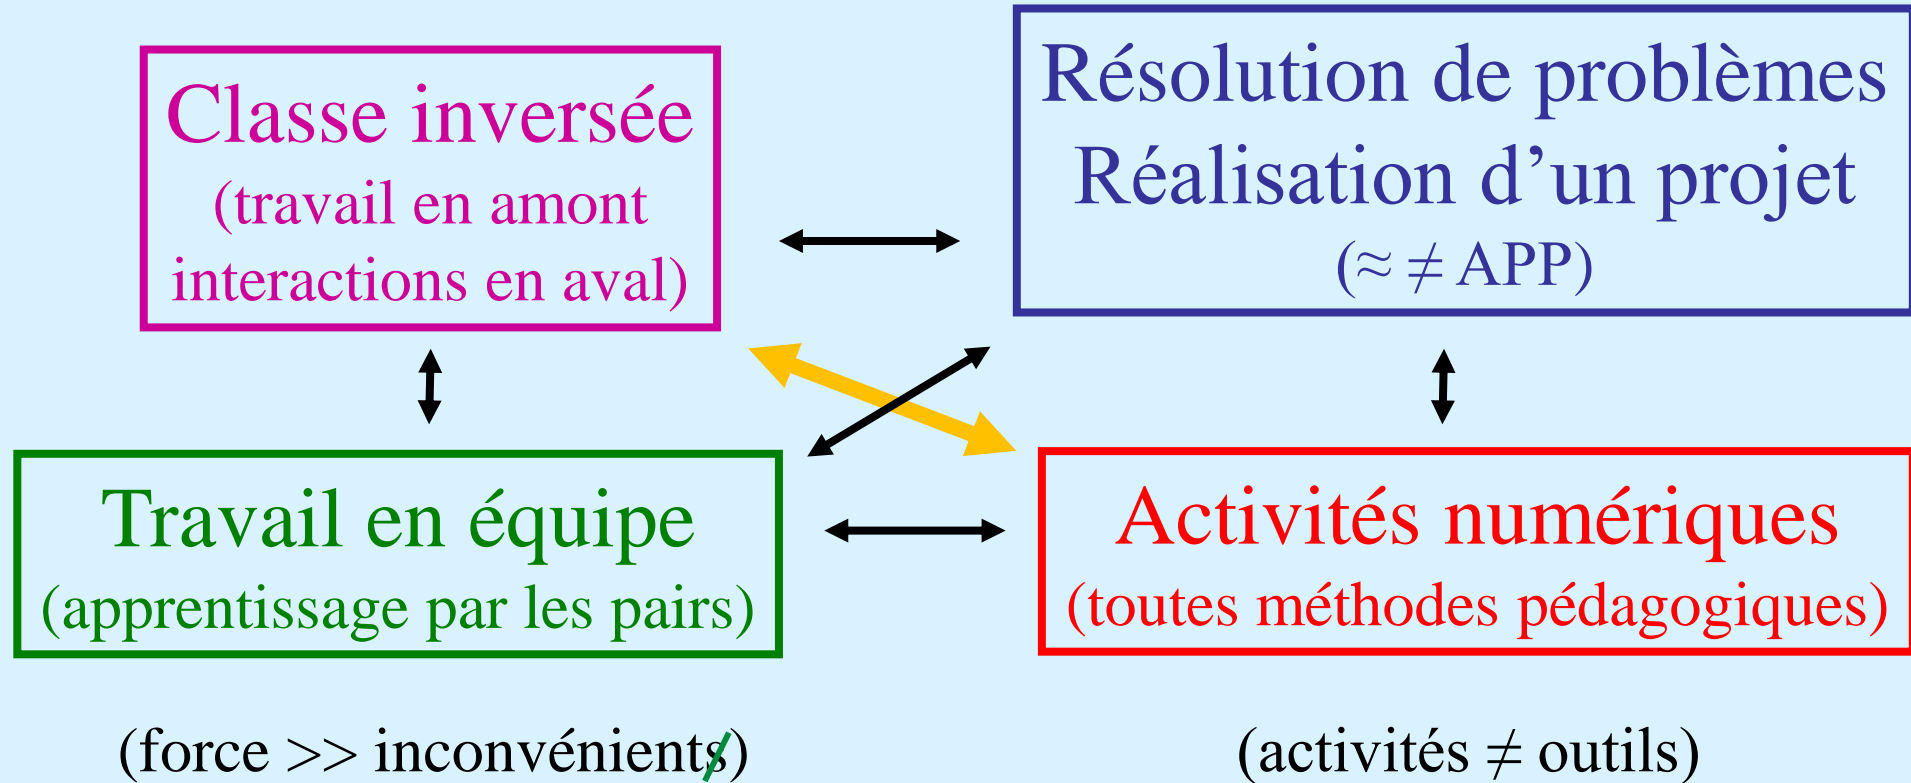 Classe inversée
(travail en amont
interactions en aval)
Résolution de problèmes
Réalisation d’un projet
(≈ ≠ APP)
Travail en équipe
(apprentissage par les pairs)
Activités numériques
(toutes méthodes pédagogiques)
(force >> inconvénients)
(activités ≠ outils)